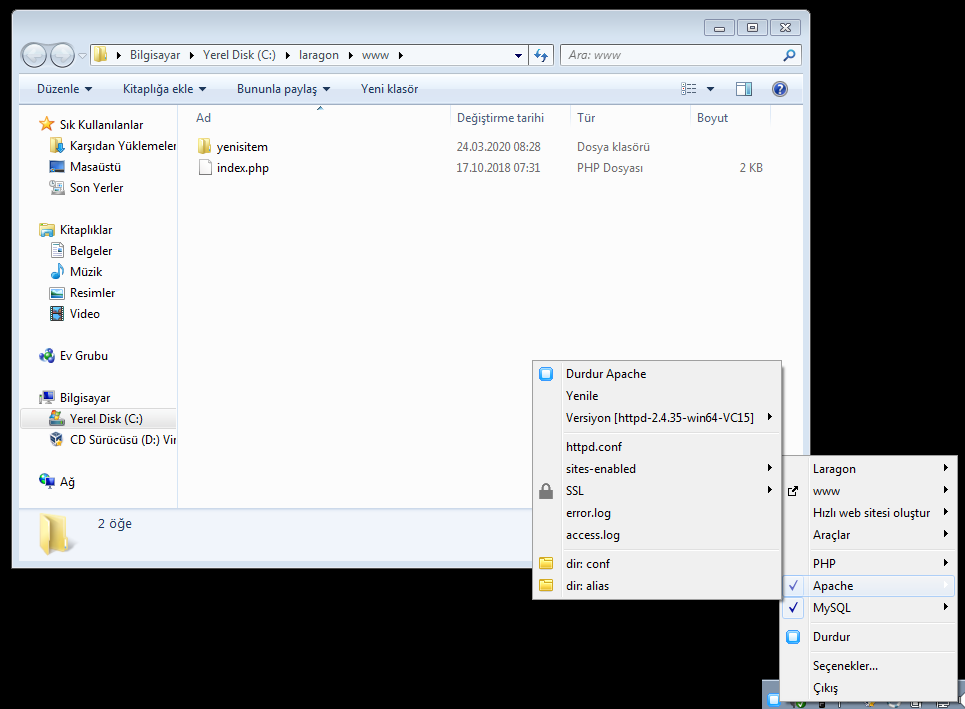 Bilgisayar Yerel Disk (C:) laragon www
Ara: www
Düzenle Kitaplığa ekle Bununla paylaş Yeni klasör
Sık Kullanılanlar
Karşıdan Yüklemeler
Masaüstü
Son Yerler
Kitaplıklar
Belgeler
Müzik
Resimler
Video
Ev Grubu
Bilgisayar
Yerel Disk (C:)
CD Sürücüsü (D:) Vir
Ağ
Ad Değiştirme tarihi Tür Boyut
yenisitem 24.03.2020 08:28 Dosya klasörü
index.php 17.10.2018 07:31 PHP Dosyası 2 KB
2 öğe
Durdur Apache
Yenile
Versiyon [httpd-2.4.35-win64-VC15]
httpd.conf
sites-enabled
SSL
error.log
access.log
dir: conf
dir: alias
Laragon
www
Hızlı web sitesi oluştur
Araçlar
PHP
Apache
MySQL
Durdur
Seçenekler...
Çıkış